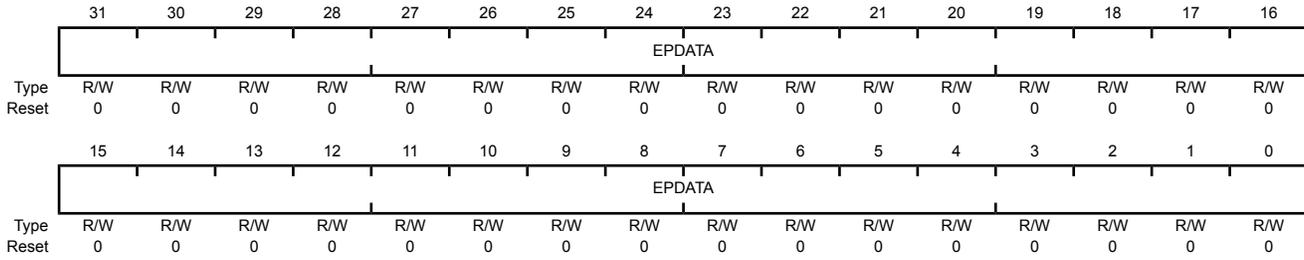 31 30 29 28 27 26 25 24 23 22 21 20 19 18 17 16
EPDATA
Type R/W R/W R/W R/W R/W R/W R/W R/W R/W R/W R/W R/W R/W R/W R/W R/W
Reset 0 0 0 0 0 0 0 0 0 0 0 0 0 0 0 0
15 14 13 12 11 10 9 8 7 6 5 4 3 2 1 0
EPDATA
Type R/W R/W R/W R/W R/W R/W R/W R/W R/W R/W R/W R/W R/W R/W R/W R/W
Reset 0 0 0 0 0 0 0 0 0 0 0 0 0 0 0 0